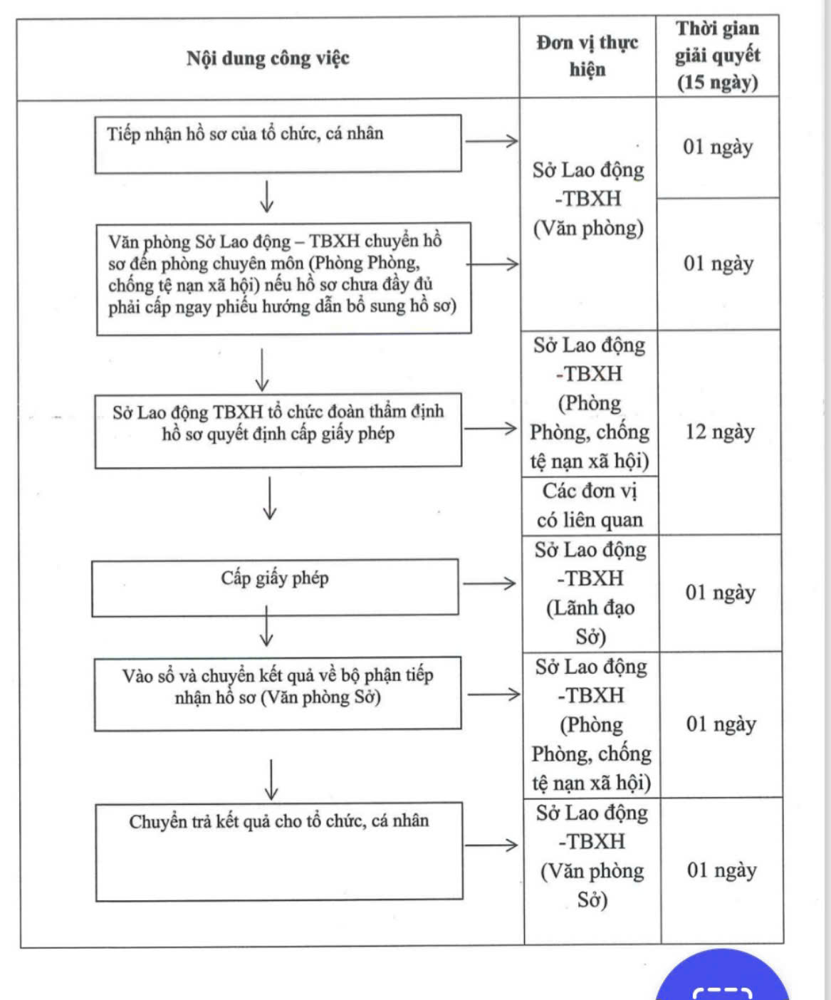 Nội dung công việc
Đơn vị thực
hiện
Thời gian
giải quyết
(15 ngày)
Tiếp nhận hồ sơ của tổ chức, cá nhân
Sở Lao động
-TBXH
(Văn phòng)
01 ngày
Văn phòng Sở Lao động – TBXH chuyển hồ
sơ đến phòng chuyên môn (Phòng Phòng,
chống tệ nạn xã hội) nếu hồ sơ chưa đầy đủ
phải cấp ngay phiếu hướng dẫn bổ sung hồ sơ)
01 ngày
Sở Lao động TBXH tổ chức đoàn thẩm định
hồ sơ quyết định cấp giấy phép
Sở Lao động
-TBXH
(Phòng
Phòng, chống
tệ nạn xã hội)
Các đơn vị
có liên quan
12 ngày
Cấp giấy phép
Sở Lao động
-TBXH
(Lãnh đạo
Sở)
01 ngày
Vào sổ và chuyển kết quả về bộ phận tiếp
nhận hồ sơ (Văn phòng Sở)
Sở Lao động
-TBXH
(Phòng
Phòng, chống
tệ nạn xã hội)
01 ngày
Chuyển trả kết quả cho tổ chức, cá nhân
Sở Lao động
-TBXH
(Văn phòng
Sở)
01 ngày